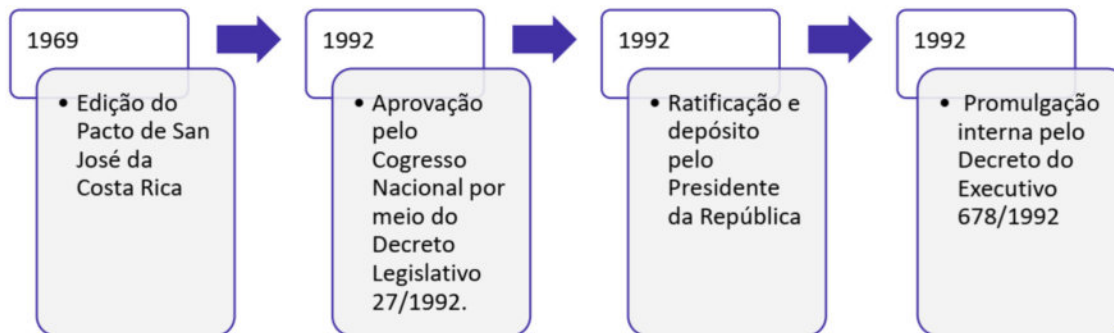 1969
• Edição do
Pacto de San
José da
Costa Rica
1992
• Aprovação
pelo
Cogresso
Nacional por
meio do
Decreto
Legislativo
27/1992.
1992
• Ratificação e
depósito
pelo
Presidente
da República
1992
• Promulgação
interna pelo
Decreto do
Executivo
678/1992